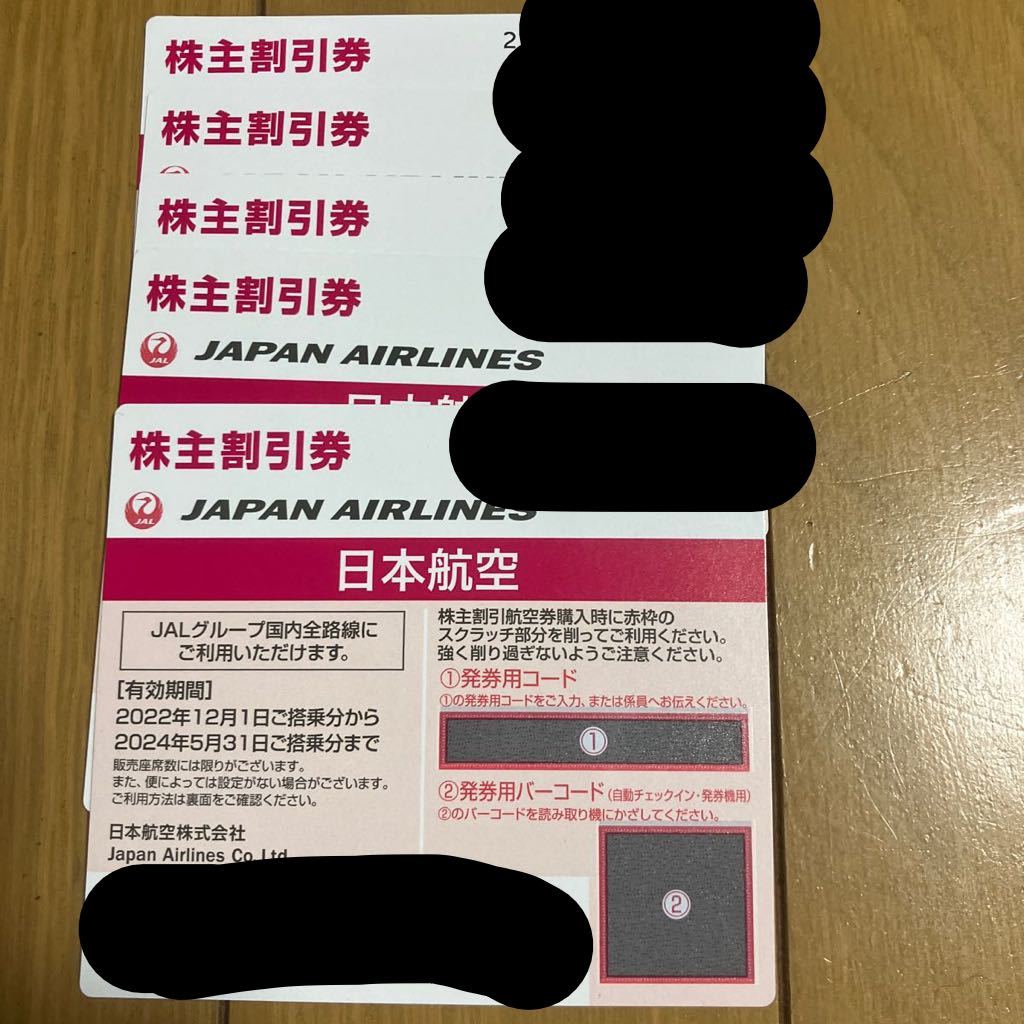 株主割引券
2
株主割引券
株主割引券
株主割引券
JAL
JAPAN AIRLINES
株主割引券
JAL
JAPAN AIRLINES
日本航空
JALグループ国内全路線に
ご利用いただけます。
[有効期間]
2022年12月1日ご搭乗分から
2024年5月31日ご搭乗分まで
販売座席数には限りがございます。
また、便によっては設定がない場合がございます。
ご利用方法は裏面をご確認ください。
日本航空株式会社
Japan Airlines Co.,Ltd.
株主割引航空券購入時に赤枠の
スクラッチ部分を削ってご利用ください。
強く削り過ぎないようご注意ください。
①発券用コード
①の発券用コードをご入力、または係員へお伝えください。
①
②発券用バーコード(自動チェックイン・発券機用)
②のバーコードを読み取り機にかざしてください。
②